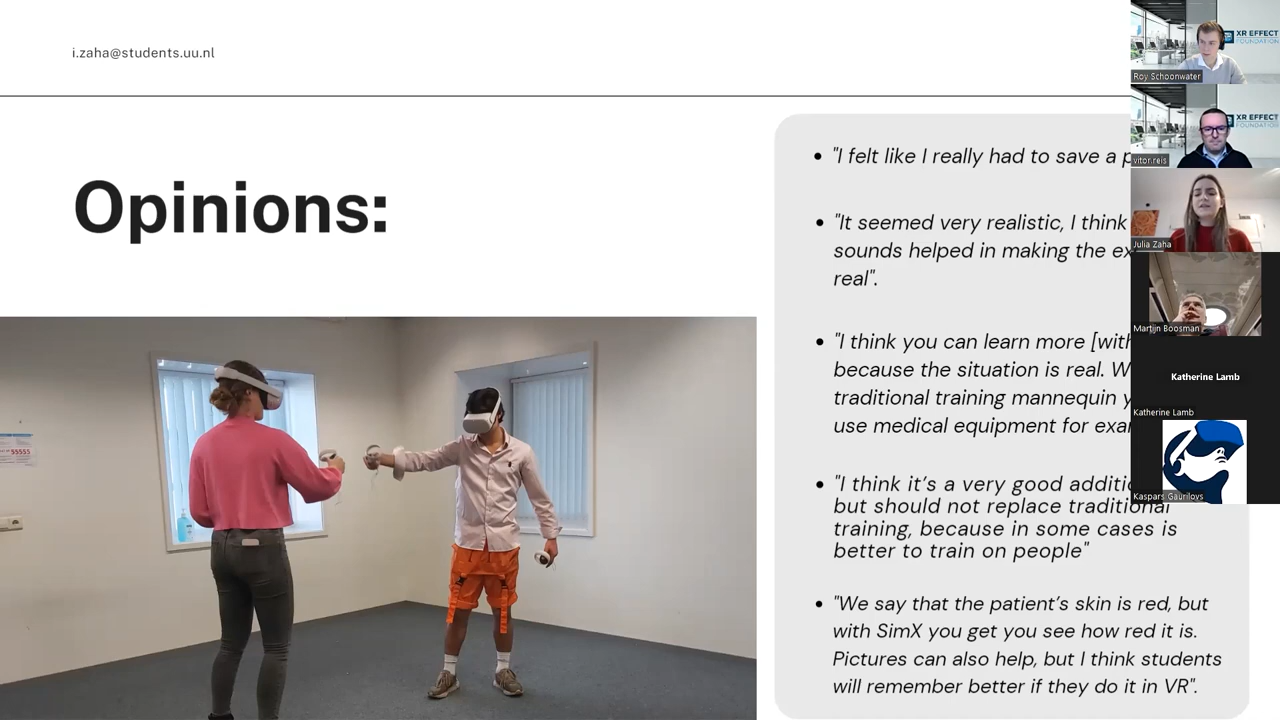 i.zaha@students.uu.nl
Opinions:
"I felt like I really had to save a
"It seemed very realistic, I think
sounds helped in making the
real".
"I think you can learn more [with
because the situation is real.
traditional training mannequin
use medical equipment for
"I think it's a very good
but should not replace traditional
training, because in some cases is
better to train on people"
"We say that the patient's skin is red, but
with SimX you get you see how red it is.
Pictures can also help, but I think students
will remember better if they do it in VR".
XR EFFECT
FOUNDATION
Roy Schoonwater
XR EFFECT
FOUNDATION
vitor.reis
Julia Zaha
Martijn Boosman
Katherine Lamb
Katherine Lamb
Kaspars Gaurilovs
55555